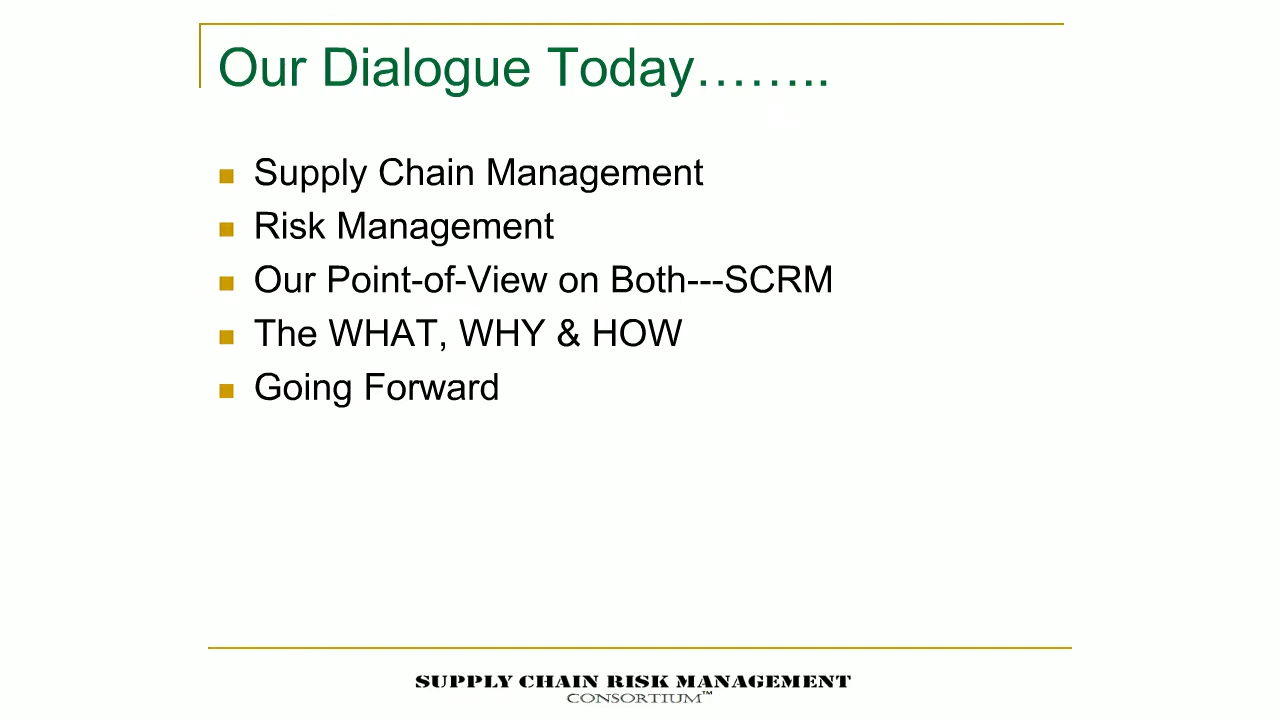 Our Dialogue Today……..
Supply Chain Management
Risk Management
Our Point-of-View on Both---SCRM
The WHAT, WHY & HOW
Going Forward
SUPPLY CHAIN RISK MANAGEMENT
CONSORTIUM™